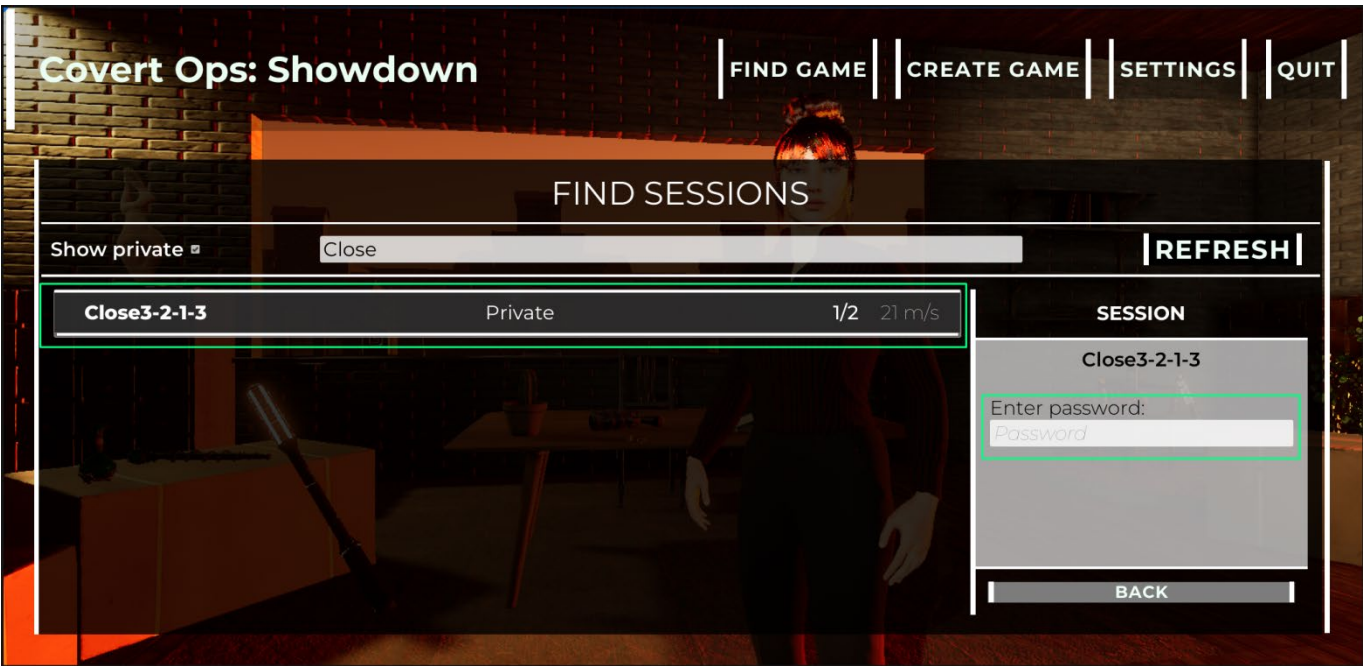 Covert Ops: Showdown
FIND GAME
CREATE GAME
SETTINGS
QUIT
FIND SESSIONS
Show private
Close
REFRESH
Close3-2-1-3 Private 1/2 21 m/s
SESSION
Close3-2-1-3
Enter password:
Password
BACK